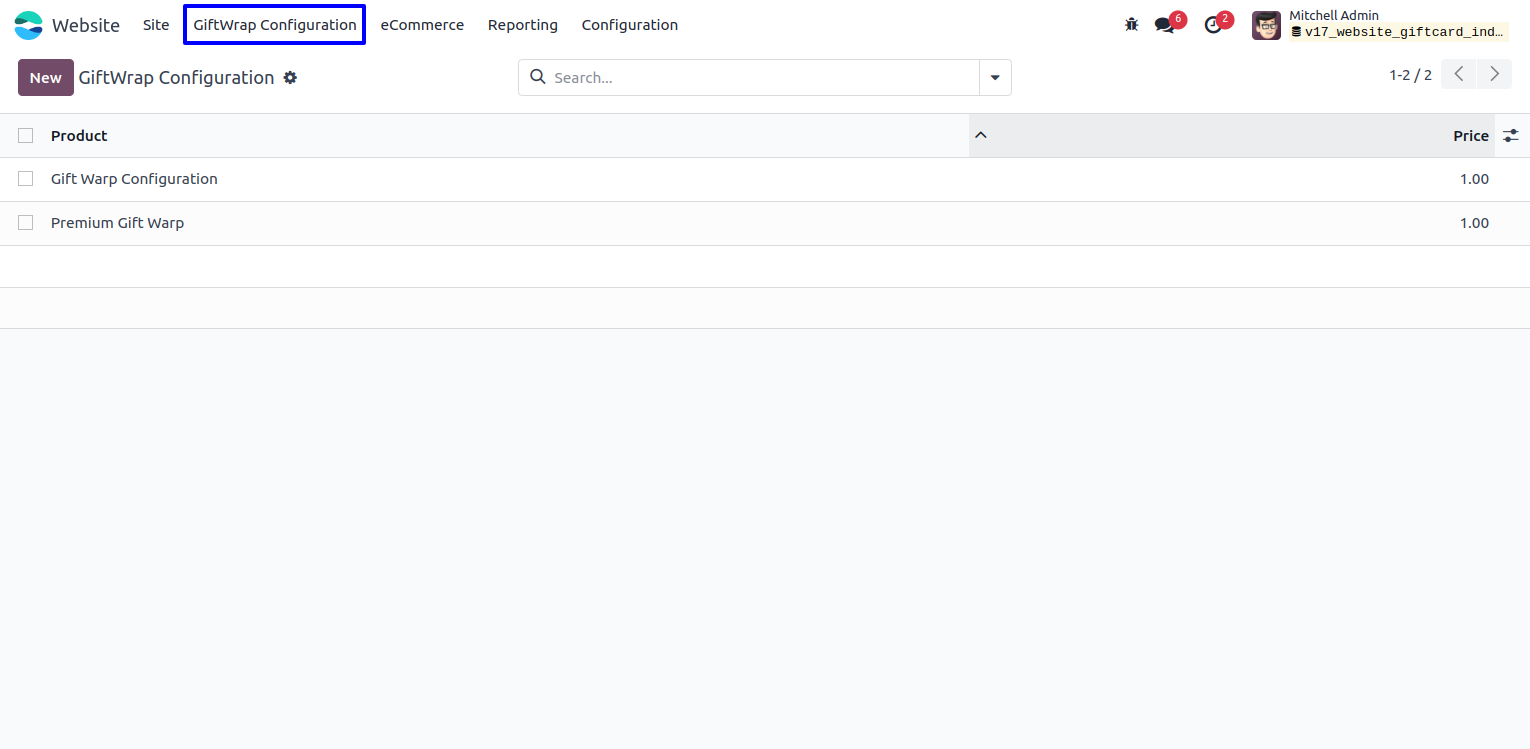 Website Site GiftWrap Configuration eCommerce Reporting Configuration 6 2 Mitchell Admin
v17_website_giftcard_ind...
New GiftWrap Configuration Search... 1-2 / 2
Product Price
Gift Warp Configuration 1.00
Premium Gift Warp 1.00